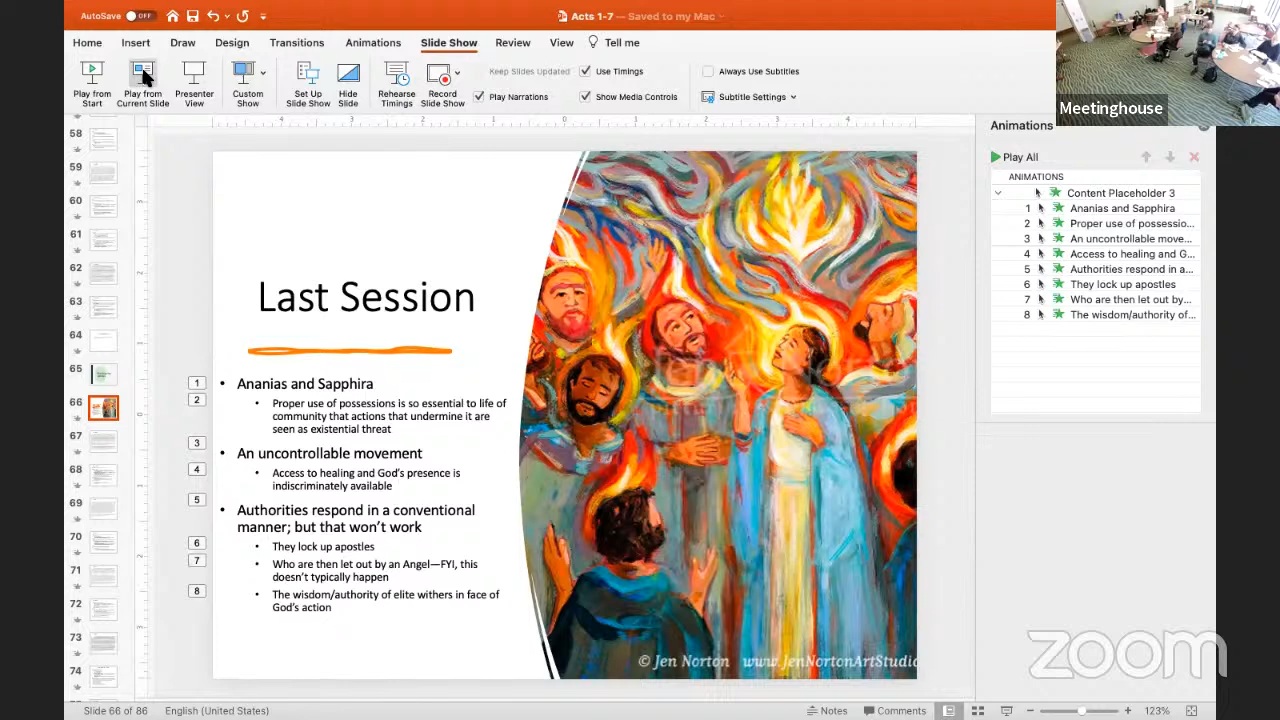 AutoSave OFF
Acts 1-7 — Saved to my Mac
Home Insert Draw Design Transitions Animations Slide Show Review View Tell me
Play from Start
Play from Current Slide
Presenter View
Custom Show
Set Up Slide Show
Hide Slide
Rehearse Timings
Record Slide Show
Keep Slides Updated
Use Timings
Play Narrations
Show Media Controls
Always Use Subtitles
Subtitle Settings
Meetinghouse
58
59
60
61
62
63
64
65
66
67
68
69
70
71
72
73
74
Last Session
1 • Ananias and Sapphira
2 • Proper use of possessions is so essential to life of
community that actions that undermine it are
seen as existential threat
3 • An uncontrollable movement
4 • Access to healing and God's presence is
indiscriminately available
5 • Authorities respond in a conventional
manner; but that won't work
6 • They lock up apostles
7 • Who are then let out by an Angel—FYI, this
doesn't typically happen
8 • The wisdom/authority of elite withers in face of
God's action
© Jen Norton www.JenNortonArtStudio
Animations
Play All
ANIMATIONS
Content Placeholder 3
1 Ananias and Sapphira
2 Proper use of possessio...
3 An uncontrollable move...
4 Access to healing and G...
5 Authorities respond in a...
6 They lock up apostles
7 Who are then let out by...
8 The wisdom/authority of...
zoom
Slide 66 of 86 English (United States) Notes Comments 123%